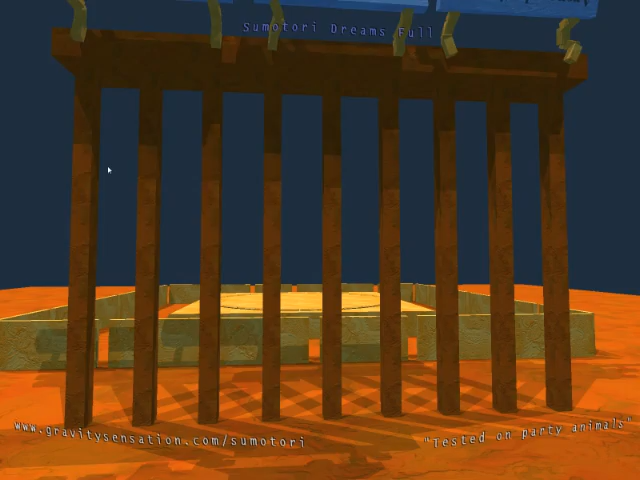 Sumotori Dreams Full
www.gravitysensation.com/sumotori
"Tested on party animals"